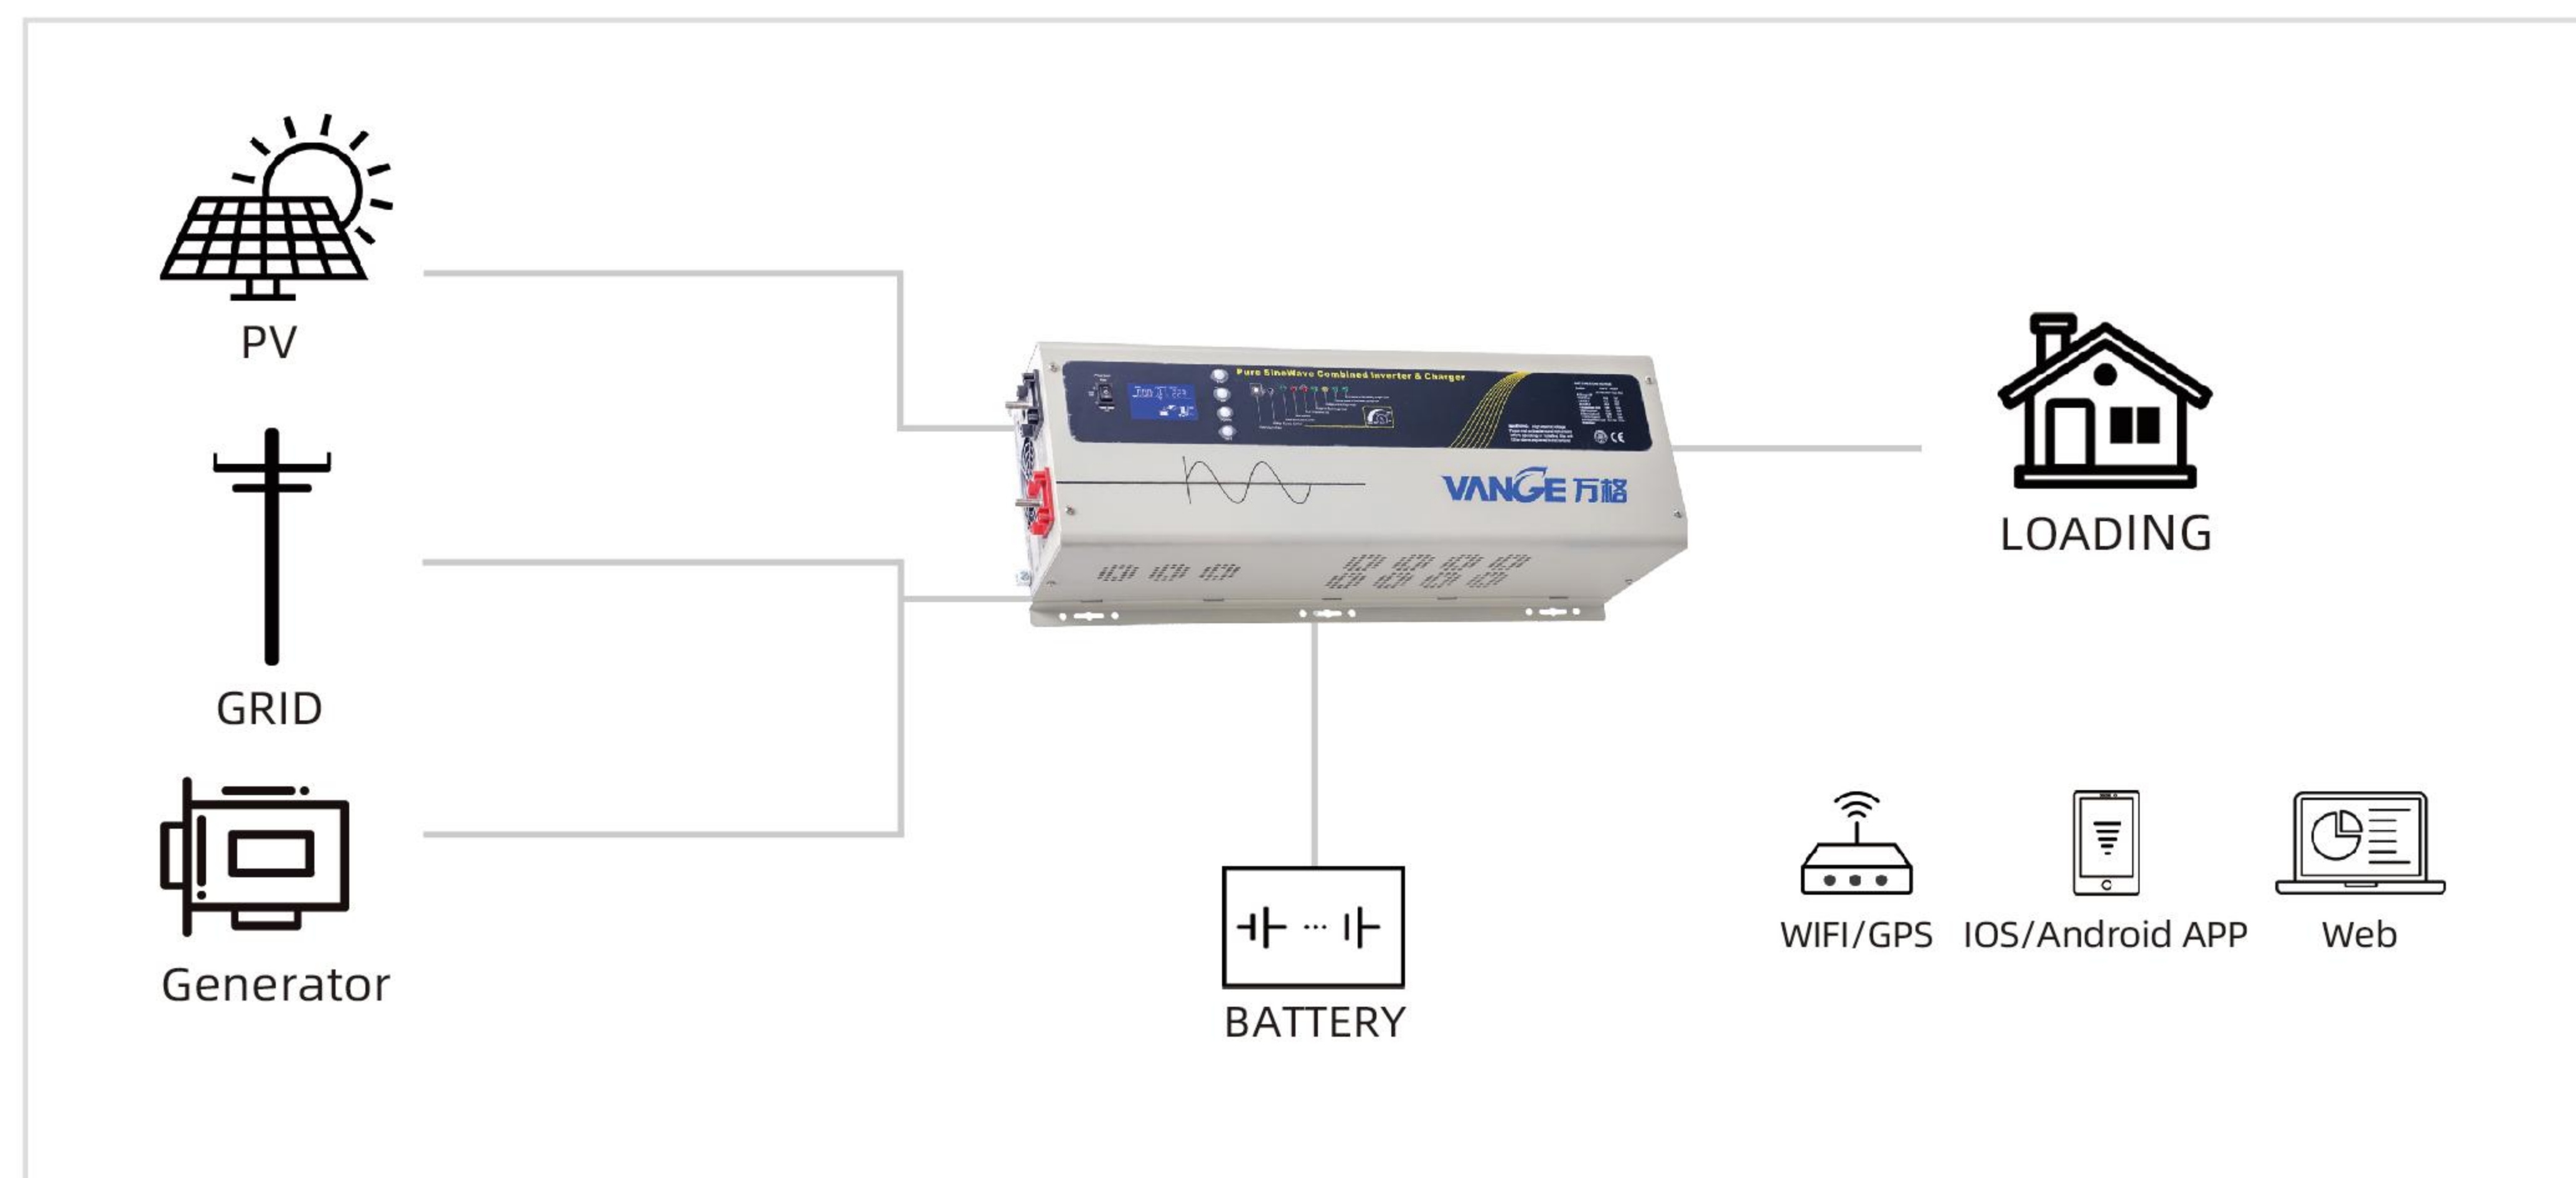 PV
GRID
Generator
Pure SineWave Combined Inverter & Charger
VANGE 万格
BATTERY
LOADING
WIFI/GPS
IOS/Android APP
Web